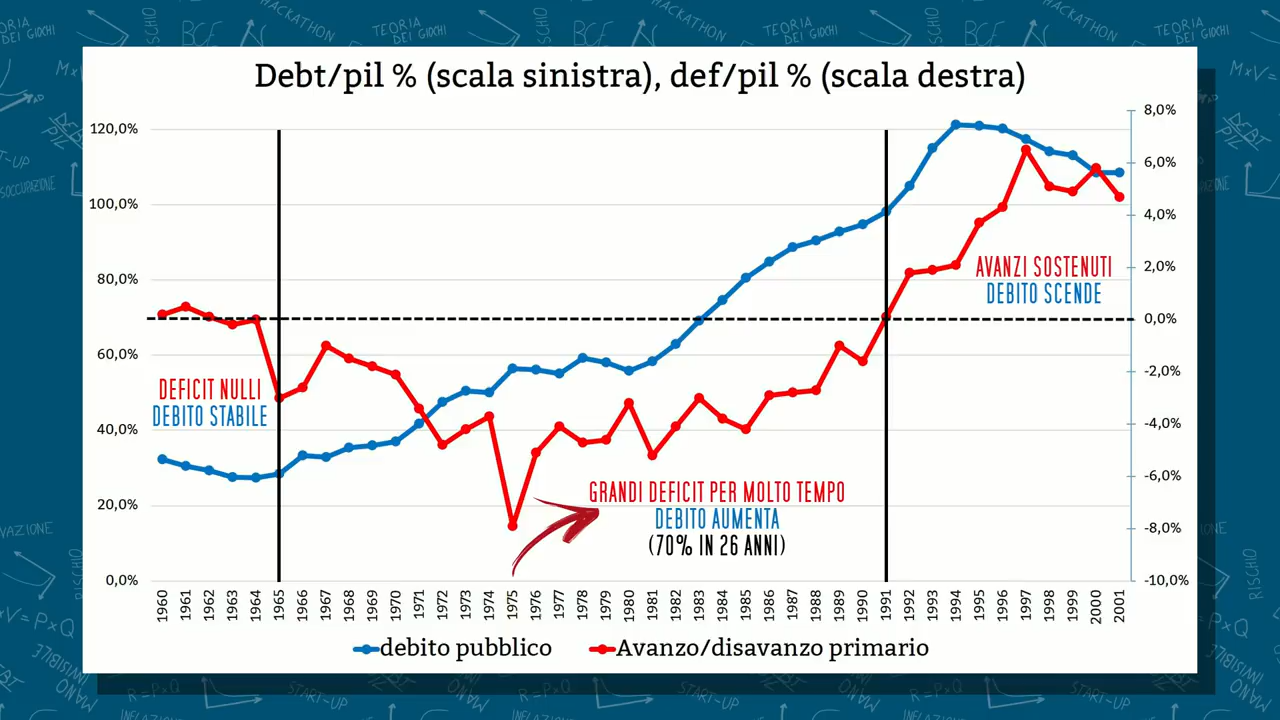 Debt/pil % (scala sinistra), def/pil % (scala destra)
8,0%
120,0%
6,0%
100,0%
4,0%
AVANZI SOSTENUTI
DEBITO SCENDE
80,0%
2,0%
0,0%
60,0%
-2,0%
DEFICIT NULLI
DEBITO STABILE
40,0%
-4,0%
-6,0%
GRANDI DEFICIT PER MOLTO TEMPO
DEBITO AUMENTA
(70% IN 26 ANNI)
20,0%
-8,0%
0,0%
-10,0%
1960 1961 1962 1963 1964 1965 1966 1967 1968 1969 1970 1971 1972 1973 1974 1975 1976 1977 1978 1979 1980 1981 1982 1983 1984 1985 1986 1987 1988 1989 1990 1991 1992 1993 1994 1995 1996 1997 1998 1999 2000 2001
debito pubblico Avanzo/disavanzo primario
HACKATHON
TEORIA
DEI GIOCHI
BCE
RISCHIO
START-UP
R=P×Q